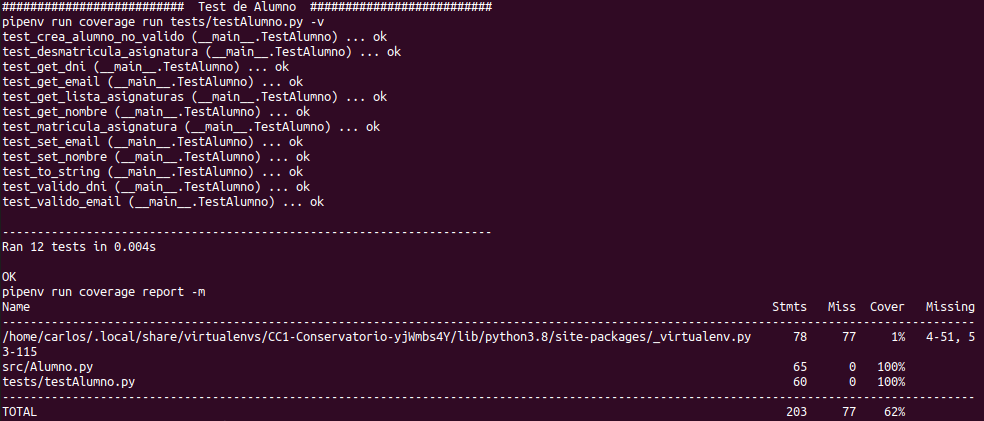 ##########################  Test de Alumno  ##########################
pipenv run coverage run tests/testAlumno.py -v
test_crea_alumno_no_valido (__main__.TestAlumno) ... ok
test_desmatricula_asignatura (__main__.TestAlumno) ... ok
test_get_dni (__main__.TestAlumno) ... ok
test_get_email (__main__.TestAlumno) ... ok
test_get_lista_asignaturas (__main__.TestAlumno) ... ok
test_get_nombre (__main__.TestAlumno) ... ok
test_matricula_asignatura (__main__.TestAlumno) ... ok
test_set_email (__main__.TestAlumno) ... ok
test_set_nombre (__main__.TestAlumno) ... ok
test_to_string (__main__.TestAlumno) ... ok
test_valido_dni (__main__.TestAlumno) ... ok
test_valido_email (__main__.TestAlumno) ... ok
----------------------------------------------------------------------
Ran 12 tests in 0.004s
OK
pipenv run coverage report -m
Name                                                                                                          Stmts   Miss  Cover   Missing
-------------------------------------------------------------------------------------------------------------------------------------------
/home/carlos/.local/share/virtualenvs/CC1-Conservatorio-yjWmbs4Y/lib/python3.8/site-packages/_virtualenv.py      78     77     1%   4-51, 5
3-115
src/Alumno.py                                                                                                    65      0   100%
tests/testAlumno.py                                                                                              60      0   100%
-------------------------------------------------------------------------------------------------------------------------------------------
TOTAL                                                                                                           203     77    62%